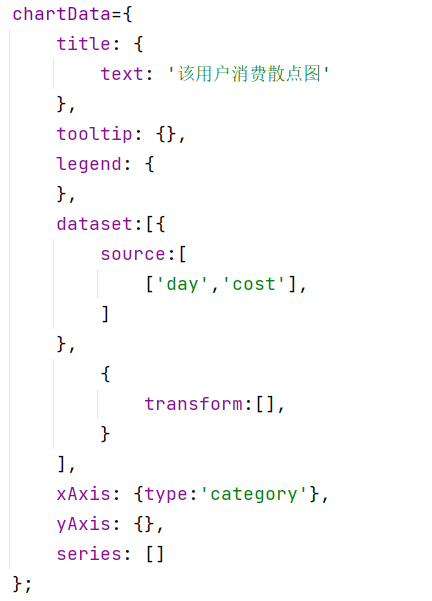 chartData={
    title: {
        text: '该用户消费散点图'
    },
    tooltip: {},
    legend: {
    },
    dataset:[{
        source:[
            ['day','cost'],
        ]
    },
        {
            transform:[],
        }
    ],
    xAxis: {type:'category'},
    yAxis: {},
    series: []
};